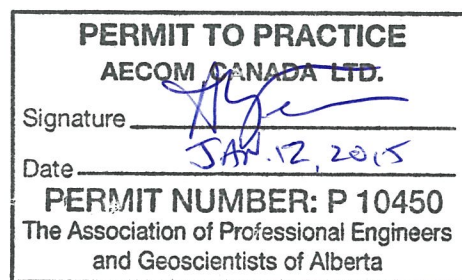 PERMIT TO PRACTICE
AECOM CANADA LTD.
Signature
Date JAN. 12, 2015
PERMIT NUMBER: P 10450
The Association of Professional Engineers
and Geoscientists of Alberta